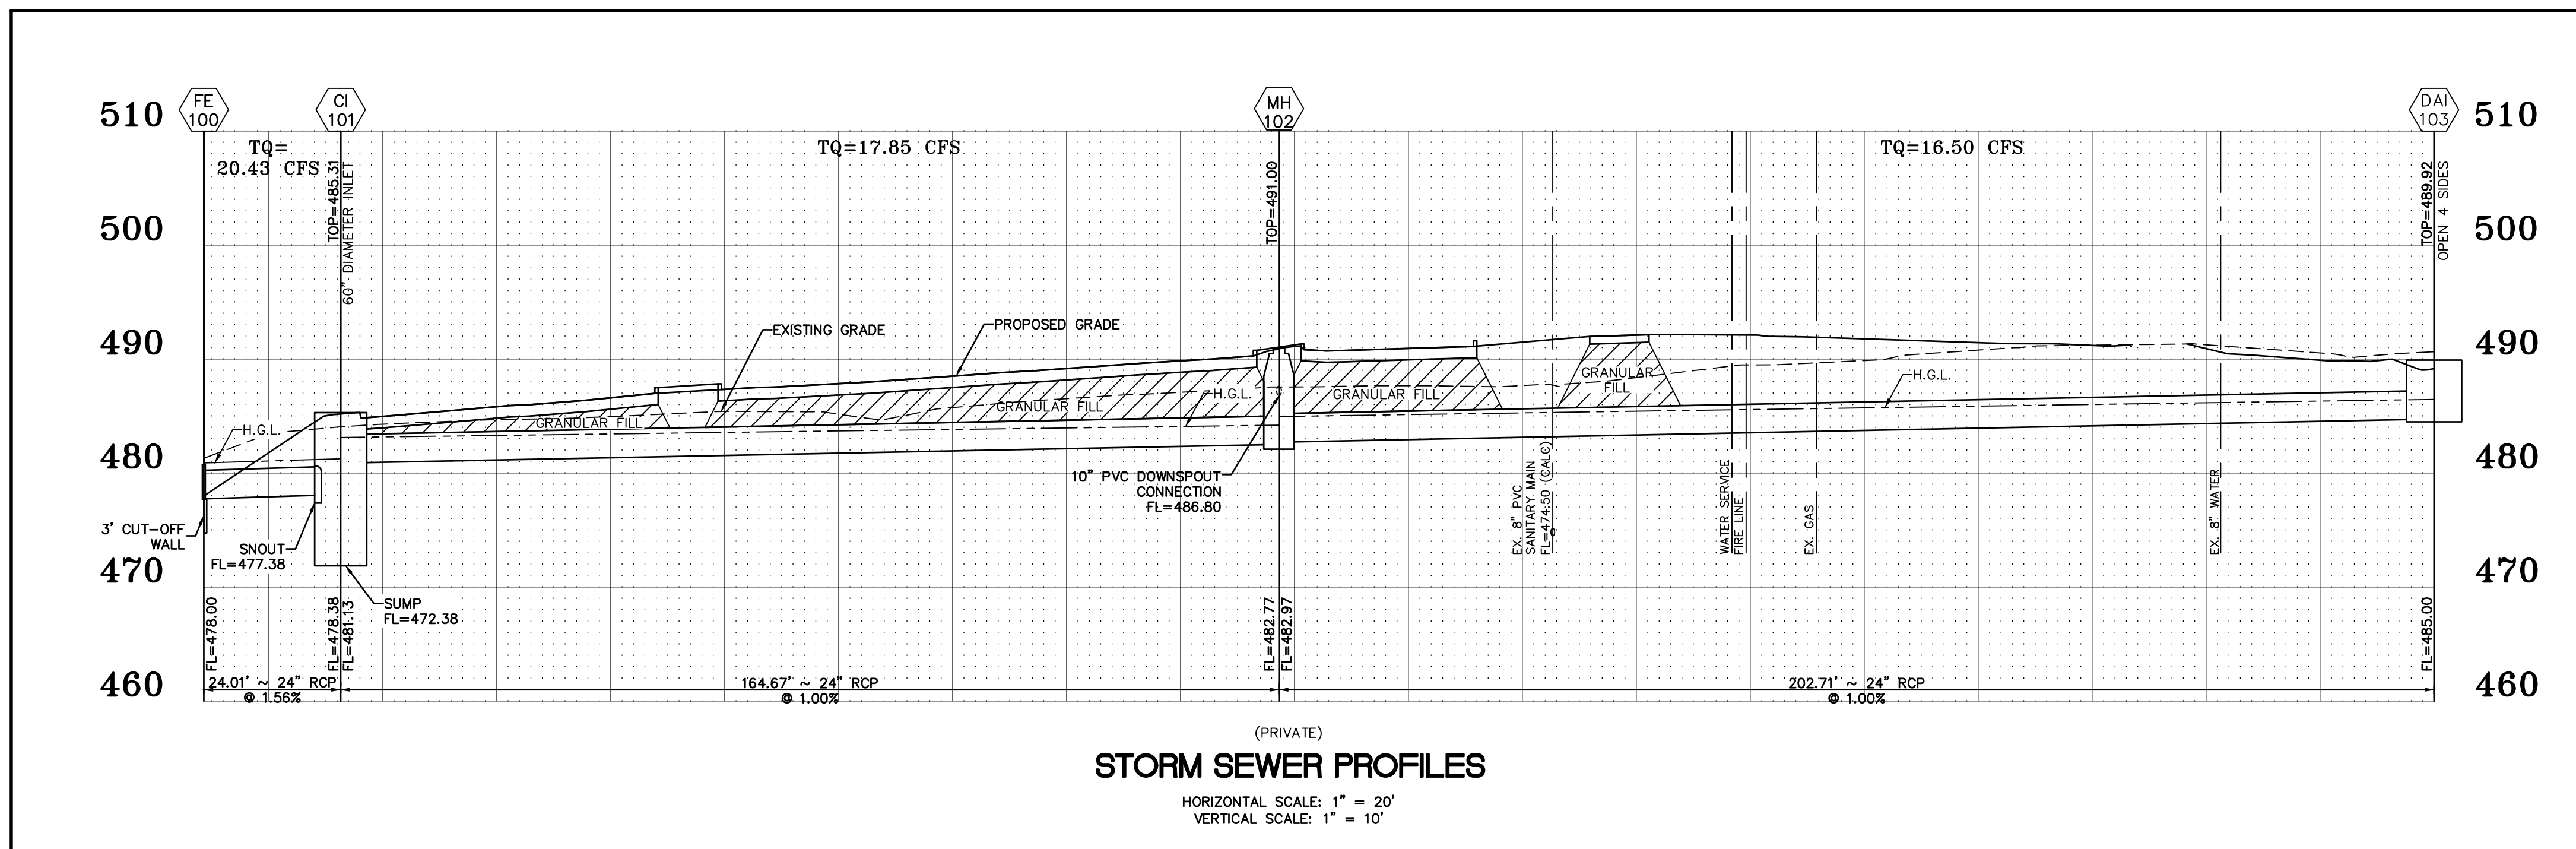 FE
100
CI
101
MH
102
DAI
103
510
510
TQ=
20.43 CFS
TQ=17.85 CFS
TQ=16.50 CFS
TOP=485.31
60" DIAMETER INLET
TOP=491.00
TOP=489.92
OPEN 4 SIDES
500
500
490
490
EXISTING GRADE
PROPOSED GRADE
H.G.L.
GRANULAR FILL
GRANULAR FILL
H.G.L.
GRANULAR FILL
GRANULAR
FILL
H.G.L.
480
480
10" PVC DOWNSPOUT
CONNECTION
FL=486.80
EX. 8" PVC
SANITARY MAIN
FL=474.50 (CALC)
WATER SERVICE
FIRE LINE
EX. GAS
EX. 8" WATER
3' CUT-OFF
WALL
SNOUT
FL=477.38
470
470
SUMP
FL=472.38
FL=478.00
FL=478.38
FL=481.13
FL=482.77
FL=482.97
FL=485.00
460
460
24.01' ~ 24" RCP
@ 1.56%
164.67' ~ 24" RCP
@ 1.00%
202.71' ~ 24" RCP
@ 1.00%
(PRIVATE)
STORM SEWER PROFILES
HORIZONTAL SCALE: 1" = 20'
VERTICAL SCALE: 1" = 10'